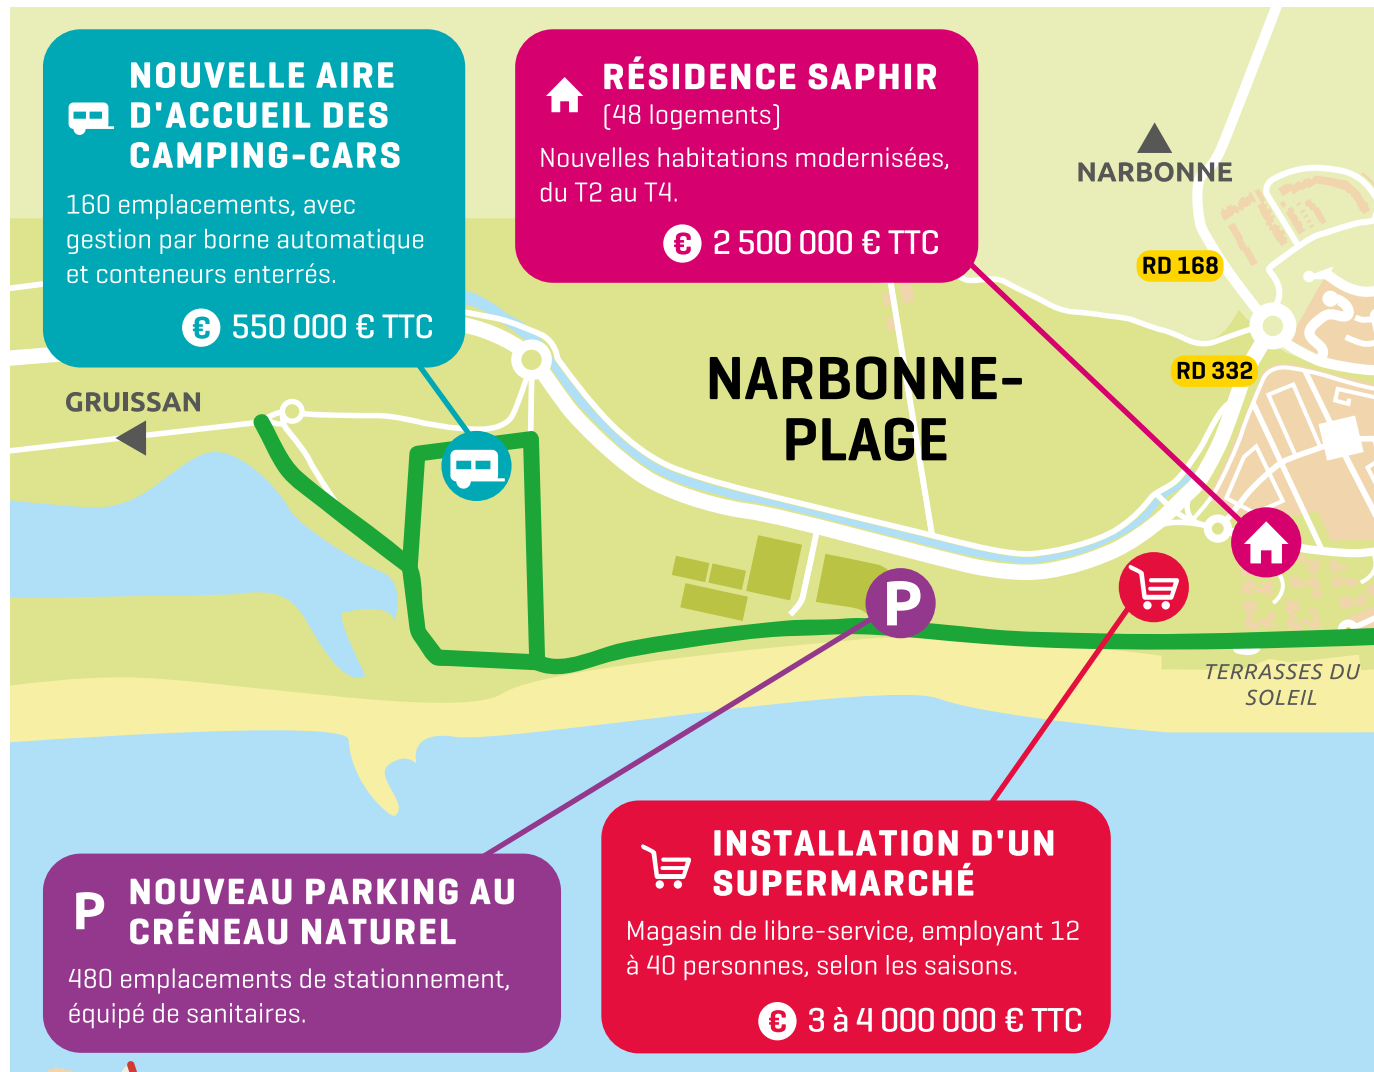 NOUVELLE AIRE
D'ACCUEIL DES
CAMPING-CARS
160 emplacements, avec
gestion par borne automatique
et conteneurs enterrés.
€ 550 000 € TTC
RÉSIDENCE SAPHIR
(48 logements)
Nouvelles habitations modernisées,
du T2 au T4.
€ 2 500 000 € TTC
NARBONNE
RD 168
RD 332
GRUISSAN
NARBONNE-
PLAGE
P
TERRASSES DU
SOLEIL
P NOUVEAU PARKING AU
CRÉNEAU NATUREL
480 emplacements de stationnement,
équipé de sanitaires.
INSTALLATION D'UN
SUPERMARCHÉ
Magasin de libre-service, employant 12
à 40 personnes, selon les saisons.
€ 3 à 4 000 000 € TTC